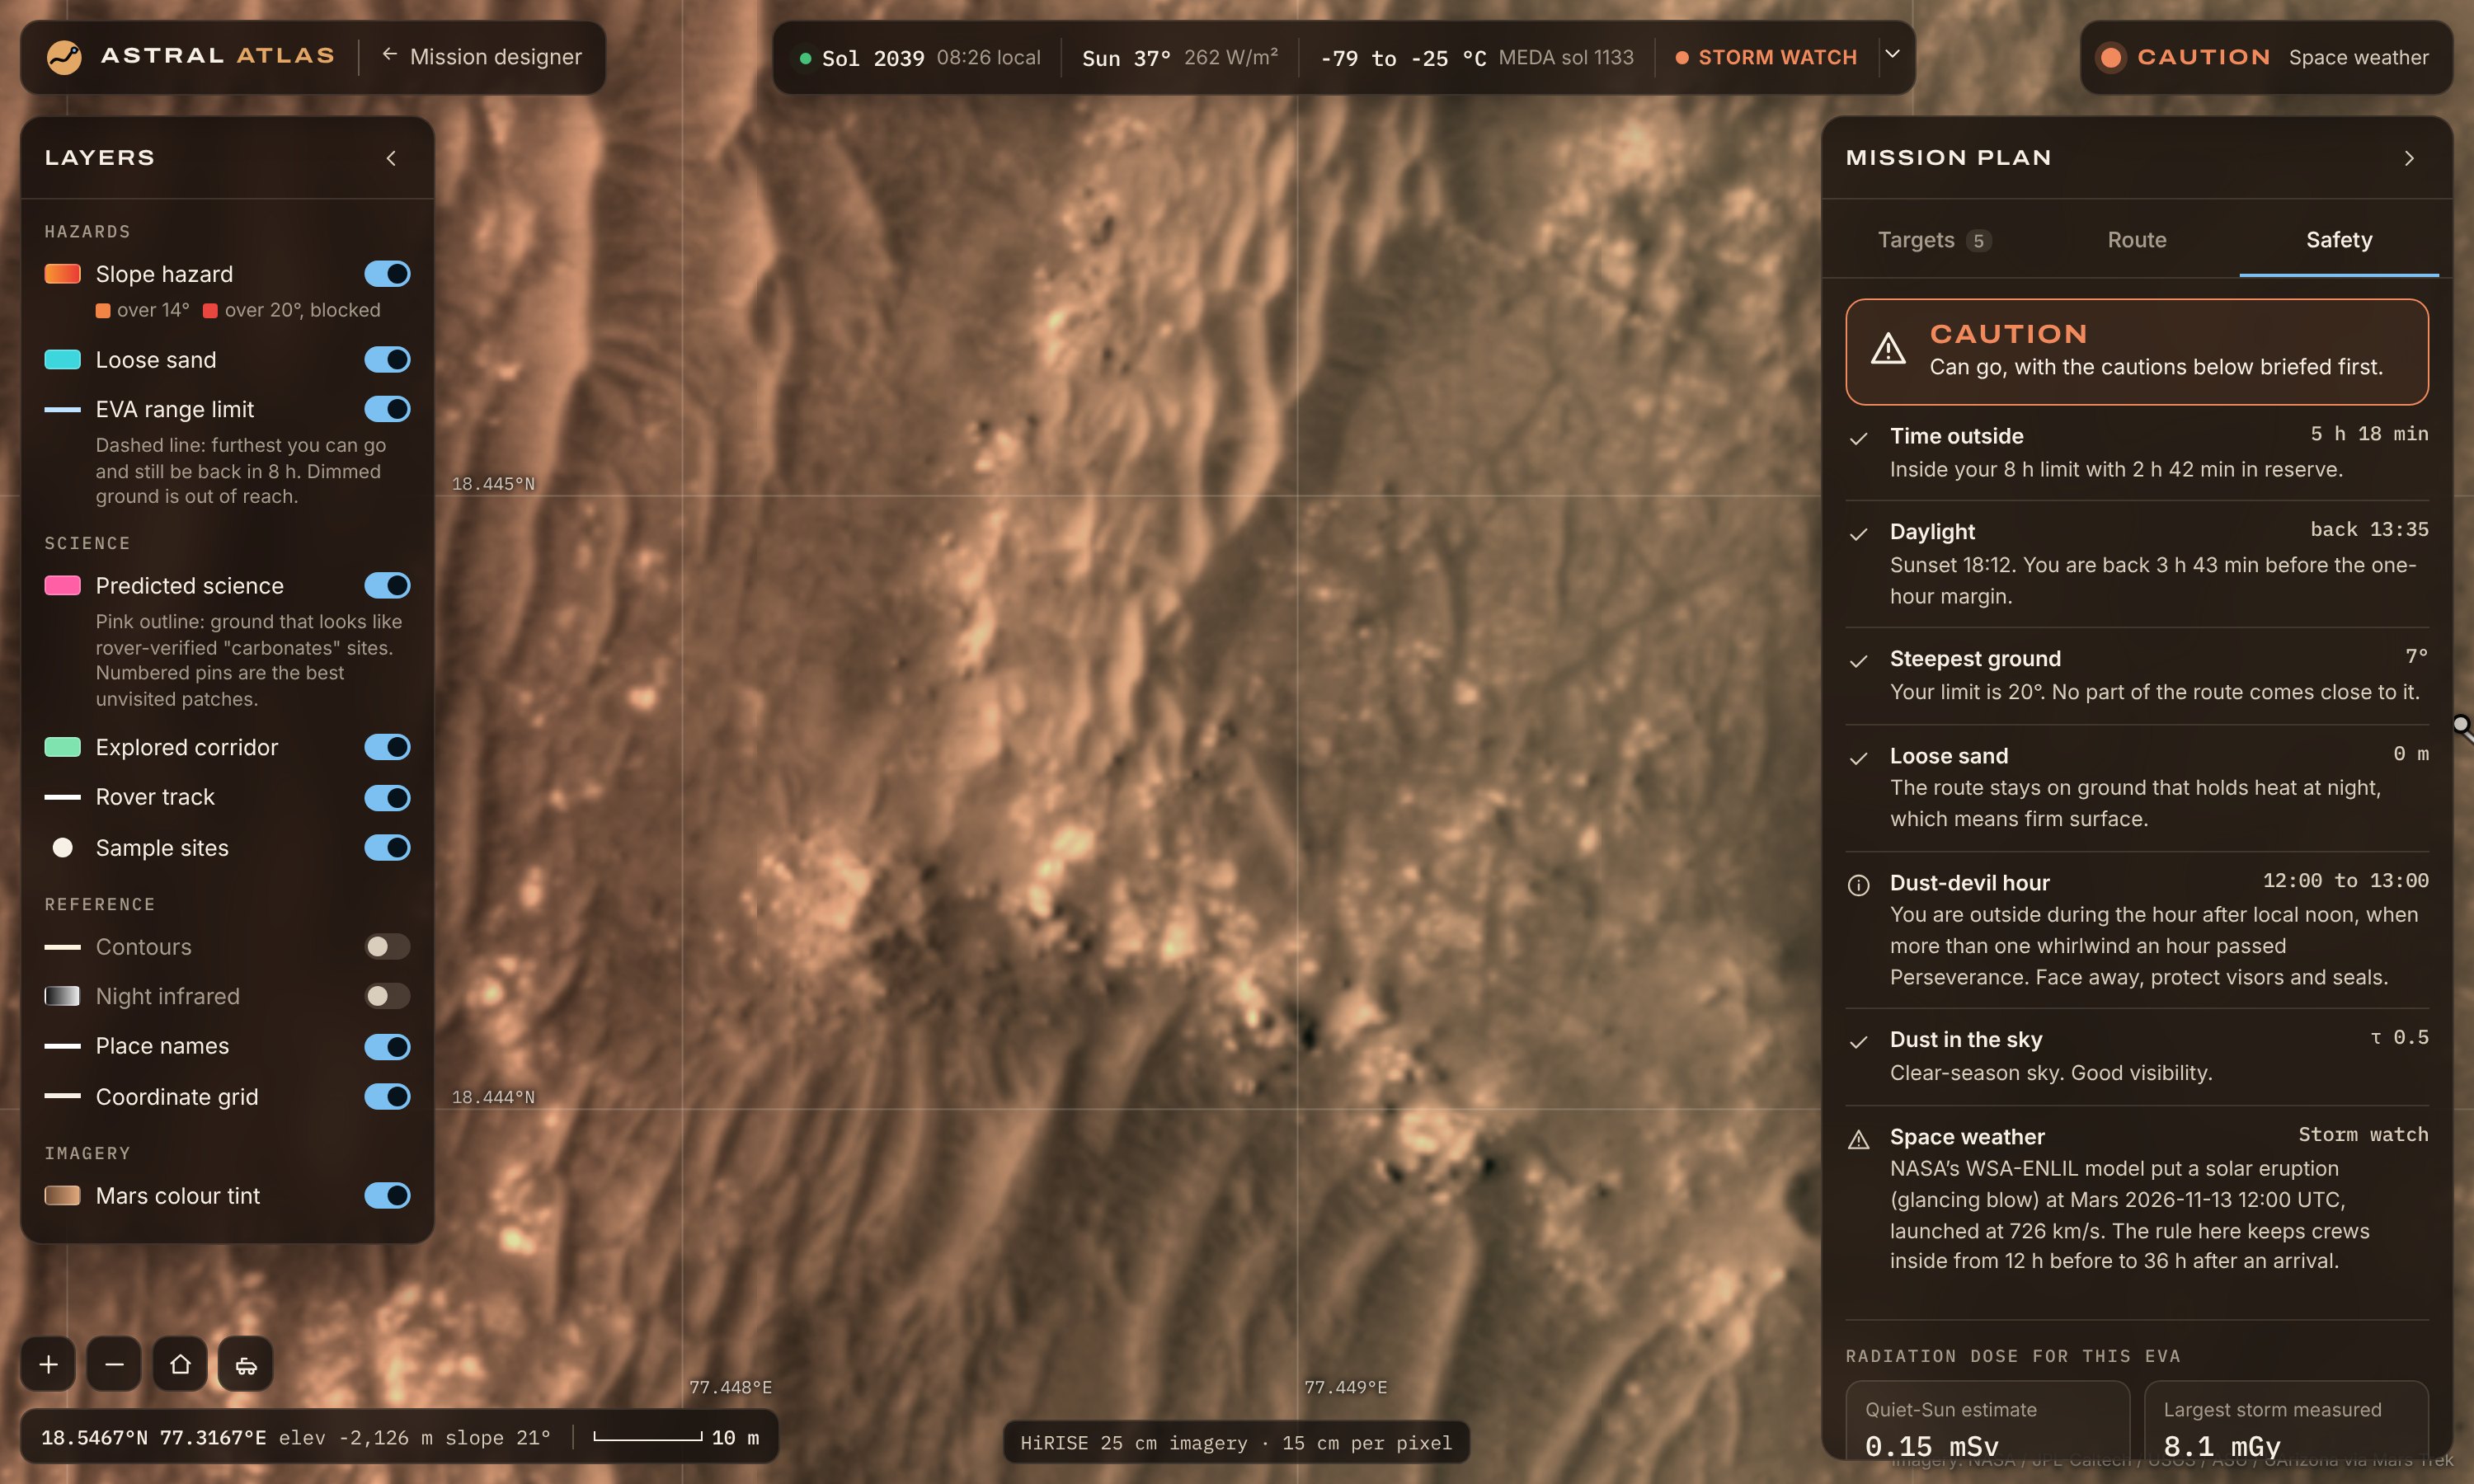 ASTRAL ATLAS
← Mission designer
Sol 2039 08:26 local
Sun 37° 262 W/m²
-79 to -25 °C MEDA sol 1133
STORM WATCH
CAUTION Space weather
LAYERS
HAZARDS
Slope hazard
over 14° over 20°, blocked
Loose sand
EVA range limit
Dashed line: furthest you can go
and still be back in 8 h. Dimmed
ground is out of reach.
SCIENCE
Predicted science
Pink outline: ground that looks like
rover-verified "carbonates" sites.
Numbered pins are the best
unvisited patches.
Explored corridor
Rover track
Sample sites
REFERENCE
Contours
Night infrared
Place names
Coordinate grid
IMAGERY
Mars colour tint
18.445°N
18.444°N
77.448°E
77.449°E
18.5467°N 77.3167°E elev -2,126 m slope 21°
10 m
HiRISE 25 cm imagery · 15 cm per pixel
MISSION PLAN
Targets 5
Route
Safety
CAUTION
Can go, with the cautions below briefed first.
Time outside 5 h 18 min
Inside your 8 h limit with 2 h 42 min in reserve.
Daylight back 13:35
Sunset 18:12. You are back 3 h 43 min before the one-
hour margin.
Steepest ground 7°
Your limit is 20°. No part of the route comes close to it.
Loose sand 0 m
The route stays on ground that holds heat at night,
which means firm surface.
Dust-devil hour 12:00 to 13:00
You are outside during the hour after local noon, when
more than one whirlwind an hour passed
Perseverance. Face away, protect visors and seals.
Dust in the sky τ 0.5
Clear-season sky. Good visibility.
Space weather Storm watch
NASA's WSA-ENLIL model put a solar eruption
(glancing blow) at Mars 2026-11-13 12:00 UTC,
launched at 726 km/s. The rule here keeps crews
inside from 12 h before to 36 h after an arrival.
RADIATION DOSE FOR THIS EVA
Quiet-Sun estimate
0.15 mSv
Largest storm measured
8.1 mGy
Imagery: NASA / JPL-Caltech / USGS / ASU / UArizona via Mars Trek